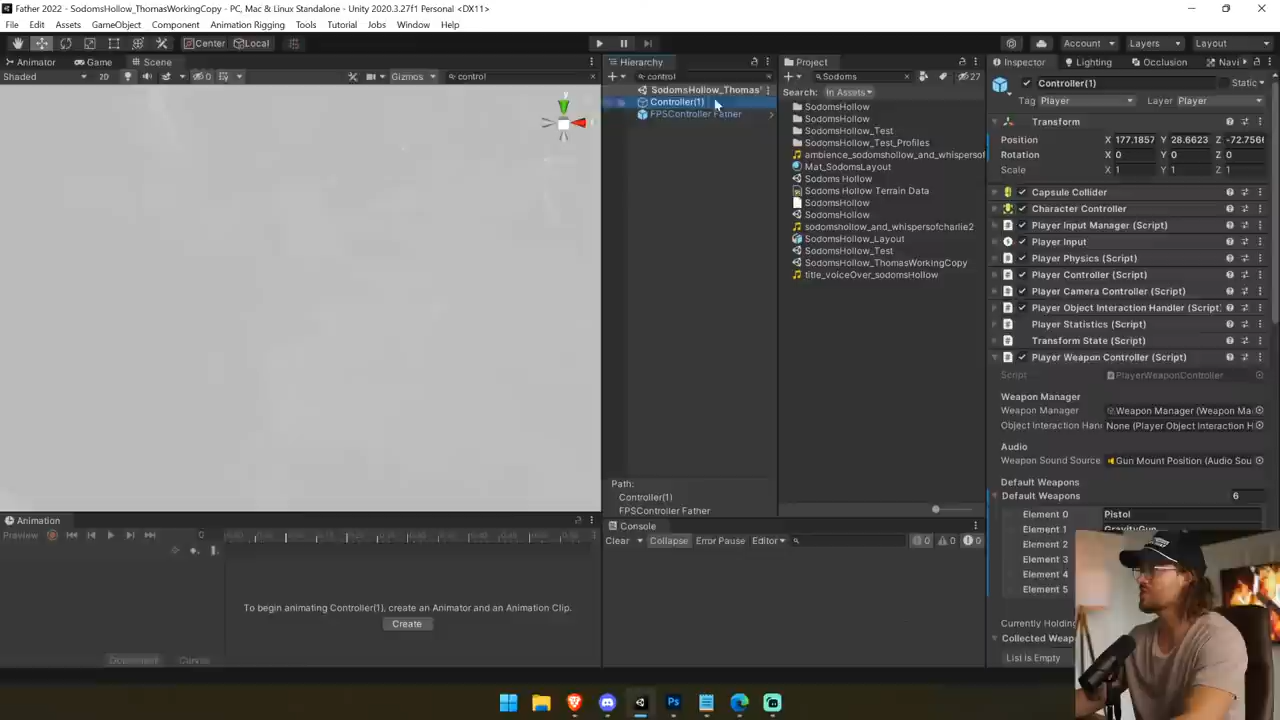 Father 2022 - SodomsHollow_ThomasWorkingCopy - PC, Mac & Linux Standalone - Unity 2020.3.27f1 Personal <DX11>
File Edit Assets GameObject Component Animation Rigging Tools Tutorial Jobs Window Help
Center Local
Account Layers Layout
Animator Game Scene
Shaded 2D 0 Gizmos control
y
x
Hierarchy
control
SodomsHollow_Thomas
Controller(1)
FPSController Father
Path:
Controller(1)
FPSController Father
Project
Sodoms 27
Search: In Assets
SodomsHollow
SodomsHollow
SodomsHollow_Test
SodomsHollow_Test_Profiles
ambience_sodomshollow_and_whispersof
Mat_SodomsLayout
Sodoms Hollow
Sodoms Hollow Terrain Data
SodomsHollow
SodomsHollow
sodomshollow_and_whispersofcharlie2
SodomsHollow_Layout
SodomsHollow_Test
SodomsHollow_ThomasWorkingCopy
title_voiceOver_sodomsHollow
Inspector Lighting Occlusion Navi
Controller(1) Static
Tag Player Layer Player
Transform
Position X 177.1857 Y 28.6623 Z
Rotation X 0 Y 0 Z 0
Scale X 1 Y 1 Z 1
Capsule Collider
Character Controller
Player Input Manager (Script)
Player Input
Player Physics (Script)
Player Controller (Script)
Player Camera Controller (Script)
Player Object Interaction Handler (Script)
Player Statistics (Script)
Transform State (Script)
Player Weapon Controller (Script)
Script PlayerWeaponController
Weapon Manager
Weapon Manager Weapon Manager (Weapon Ma
Object Interaction Han None (Player Object Interaction H
Audio
Weapon Sound Source Gun Mount Position (Audio Sou
Default Weapons
Default Weapons 6
Element 0 Pistol
Element 1 GravityGun
Element 2
Element 3
Element 4
Element 5
Currently Holding
Collected Weap
List is Empty
Animation
Preview 0
To begin animating Controller(1), create an Animator and an Animation Clip.
Create
Dopesheet Curves
Console
Clear Collapse Error Pause Editor 0 0 0